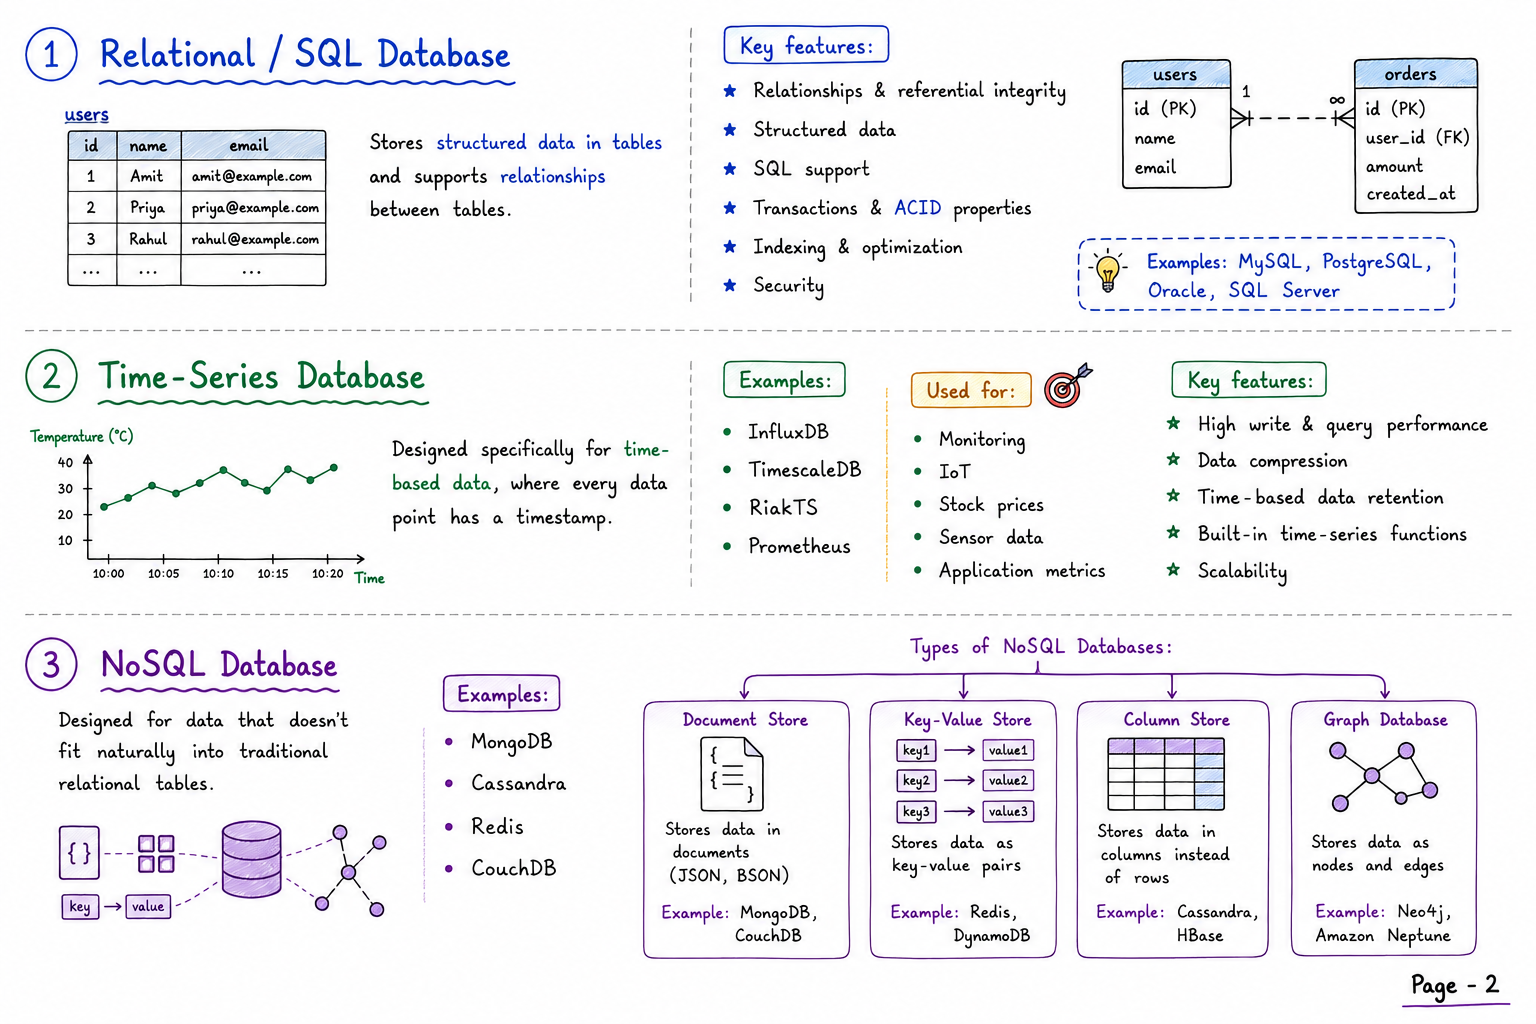 1 Relational / SQL Database
users
id name email
1 Amit amit@example.com
2 Priya priya@example.com
3 Rahul rahul@example.com
... ... ...
Stores structured data in tables
and supports relationships
between tables.
Key features:
★ Relationships & referential integrity
★ Structured data
★ SQL support
★ Transactions & ACID properties
★ Indexing & optimization
★ Security
users
id (PK)
name
email
1 ∞
orders
id (PK)
user_id (FK)
amount
created_at
Examples: MySQL, PostgreSQL,
Oracle, SQL Server
2 Time-Series Database
Temperature (°C)
40
30
20
10
10:00 10:05 10:10 10:15 10:20
Time
Designed specifically for time-
based data, where every data
point has a timestamp.
Examples:
• InfluxDB
• TimescaleDB
• RiakTS
• Prometheus
Used for:
• Monitoring
• IoT
• Stock prices
• Sensor data
• Application metrics
Key features:
☆ High write & query performance
☆ Data compression
☆ Time-based data retention
☆ Built-in time-series functions
☆ Scalability
3 NoSQL Database
Designed for data that doesn't
fit naturally into traditional
relational tables.
{ }
key → value
Examples:
• MongoDB
• Cassandra
• Redis
• CouchDB
Types of NoSQL Databases:
Document Store
{
{
}
Stores data in
documents
(JSON, BSON)
Example: MongoDB,
CouchDB
Key-Value Store
key1 → value1
key2 → value2
key3 → value3
Stores data as
key-value pairs
Example: Redis,
DynamoDB
Column Store
Stores data in
columns instead
of rows
Example: Cassandra,
HBase
Graph Database
Stores data as
nodes and edges
Example: Neo4j,
Amazon Neptune
Page - 2